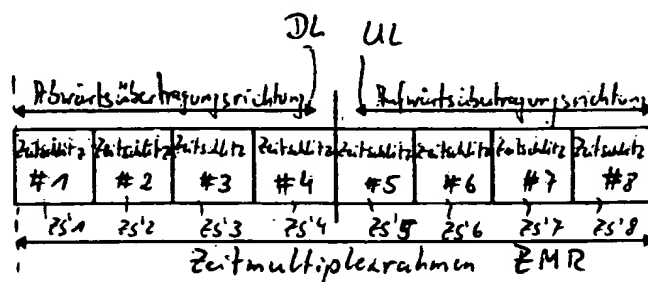 DL UL
Abwärtsübertragungsrichtung Aufwärtsübertragungsrichtung
Zeitschlitz Zeitschlitz Zeitschlitz Zeitschlitz Zeitschlitz Zeitschlitz Zeitschlitz Zeitschlitz
#1 #2 #3 #4 #5 #6 #7 #8
ZS'1 ZS'2 ZS'3 ZS'4 ZS'5 ZS'6 ZS'7 ZS'8
Zeitmultiplexrahmen ZMR